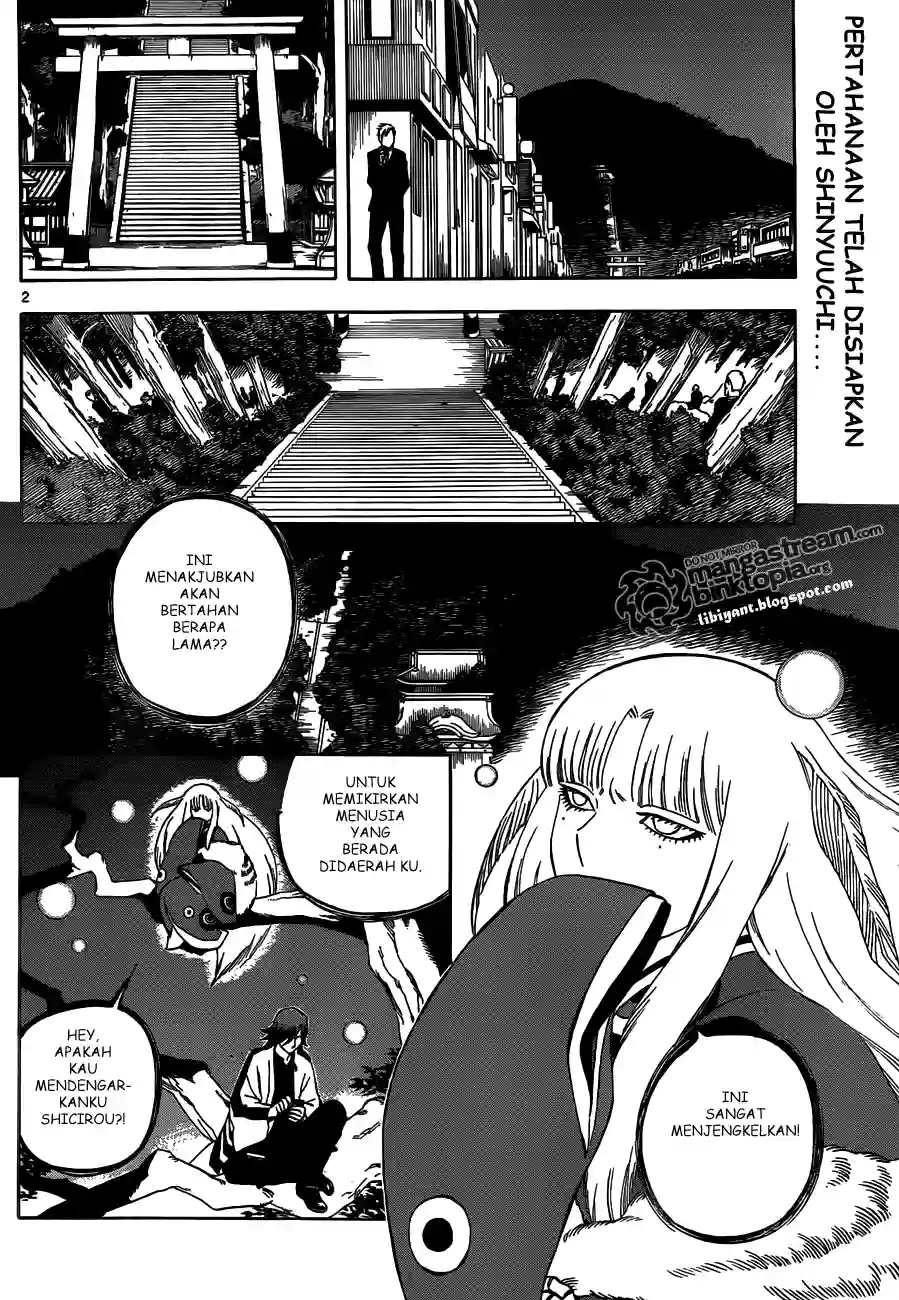 PERTAHANAAN TELAH DISIAPKAN
OLEH SHINYUUCHI....
2
INI
MENAKJUBKAN
AKAN
BERTAHAN
BERAPA
LAMA??
DO NOT MIRROR
mangastream.com
binktopia.org
libiyant.blogspot.com
UNTUK
MEMIKIRKAN
MENUSIA
YANG
BERADA
DIDAERAH KU.
HEY,
APAKAH
KAU
MENDENGAR-
KANKU
SHICIROU?!
INI
SANGAT
MENJENGKELKAN!